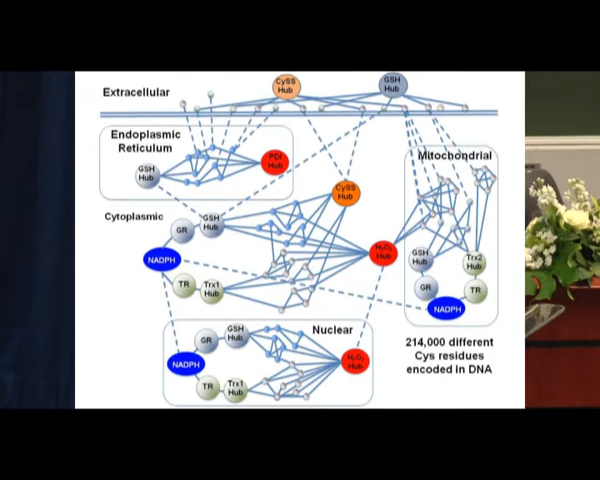 Extracellular
CySS
Hub
GSH
Hub
Endoplasmic
Reticulum
GSH
Hub
PDI
Hub
Mitochondrial
Cytoplasmic
CySS
Hub
GSH
Hub
GR
NADPH
TR
Trx1
Hub
H₂O₂
Hub
GSH
Hub
Trx2
Hub
GR
TR
NADPH
Nuclear
GSH
Hub
GR
NADPH
TR
Trx1
Hub
H₂O₂
Hub
214,000 different
Cys residues
encoded in DNA